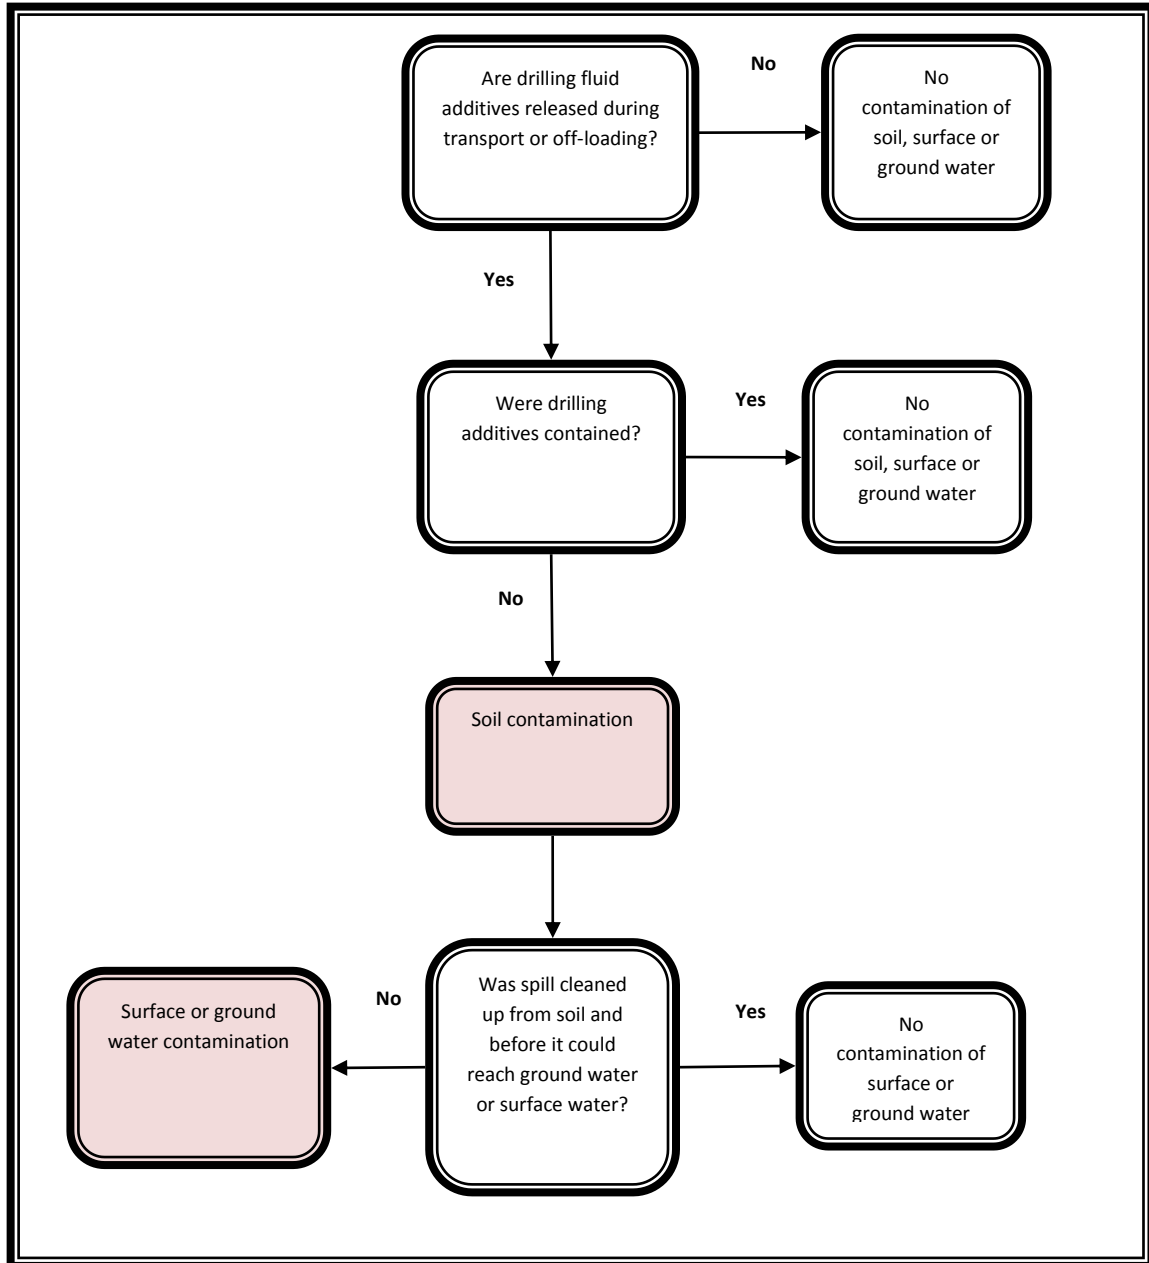 Are drilling fluid
additives released during
transport or off-loading?
No
No
contamination of
soil, surface or
ground water
Yes
Were drilling
additives contained?
Yes
No
contamination of
soil, surface or
ground water
No
Soil contamination
Surface or ground
water contamination
No
Was spill cleaned
up from soil and
before it could
reach ground water
or surface water?
Yes
No
contamination of
surface or
ground water